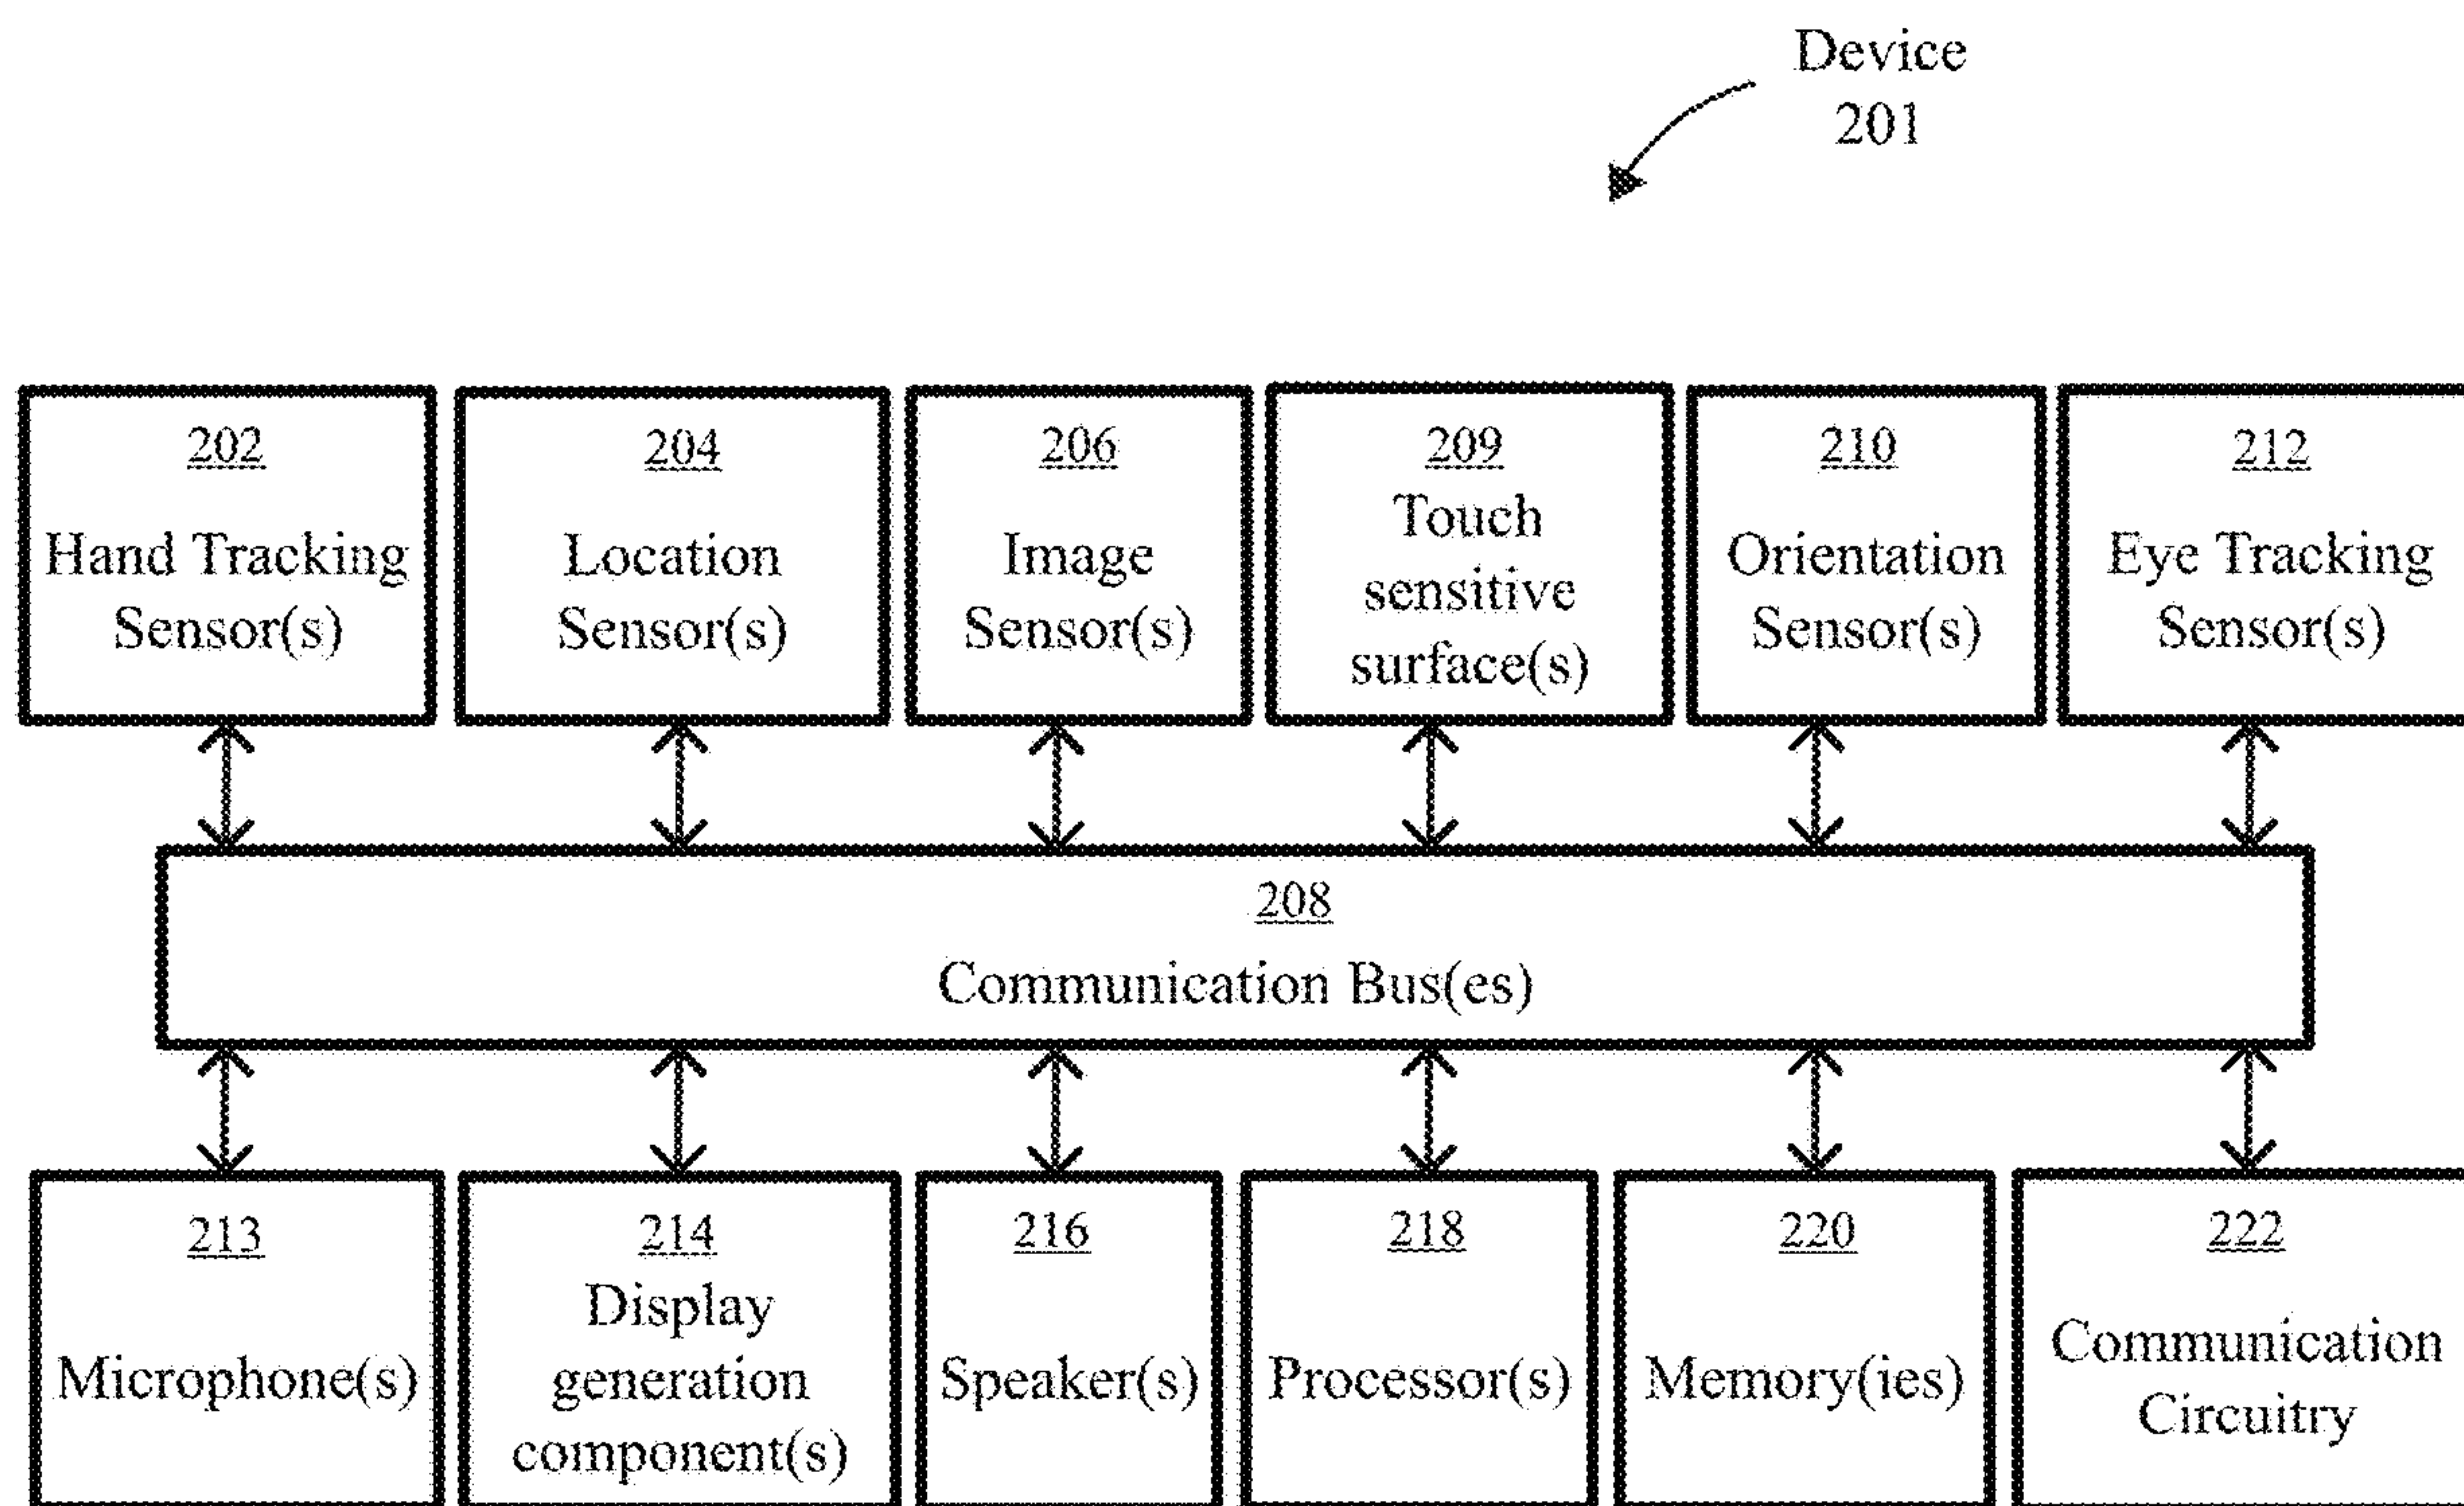 Device
201
202
Hand Tracking
Sensor(s)
204
Location
Sensor(s)
206
Image
Sensor(s)
209
Touch
sensitive
surface(s)
210
Orientation
Sensor(s)
212
Eye Tracking
Sensor(s)
208
Communication Bus(es)
213
Microphone(s)
214
Display
generation
component(s)
216
Speaker(s)
218
Processor(s)
220
Memory(ies)
222
Communication
Circuitry